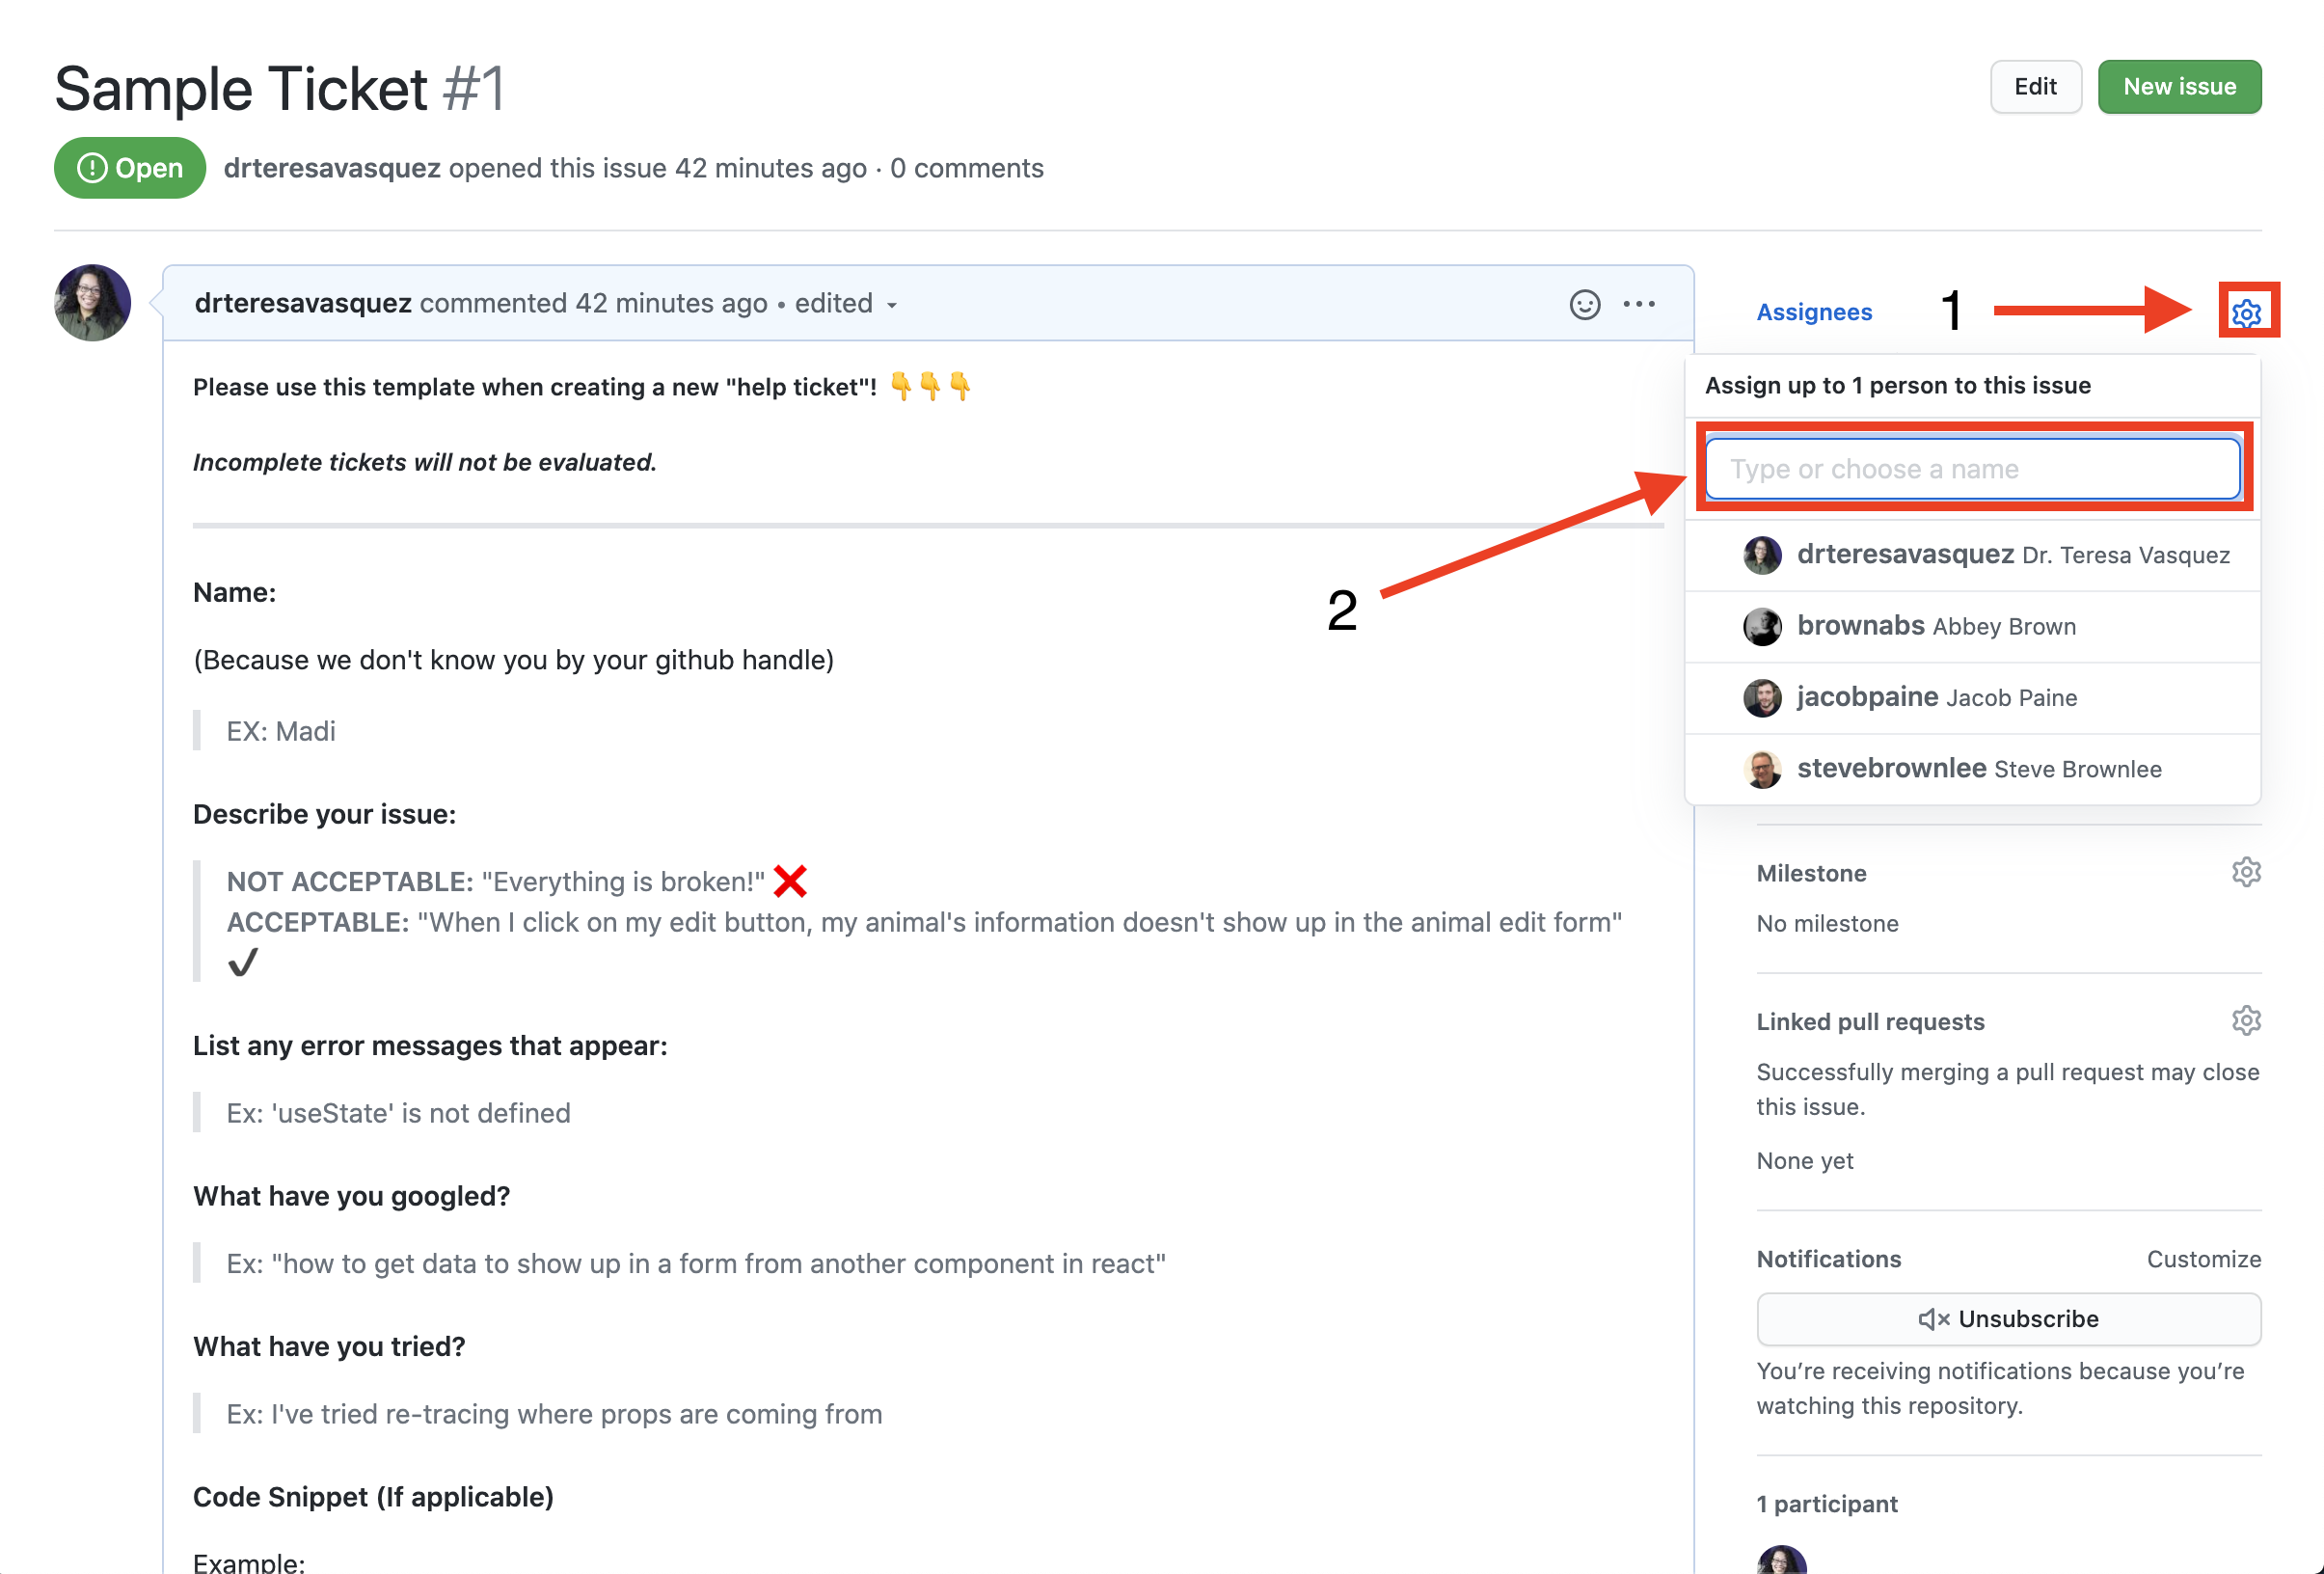 Sample Ticket #1
Edit
New issue
Open
drteresavasquez opened this issue 42 minutes ago · 0 comments
drteresavasquez commented 42 minutes ago • edited
Please use this template when creating a new "help ticket"! 👇👇👇
Incomplete tickets will not be evaluated.
Name:
(Because we don't know you by your github handle)
EX: Madi
Describe your issue:
NOT ACCEPTABLE: "Everything is broken!" ❌
ACCEPTABLE: "When I click on my edit button, my animal's information doesn't show up in the animal edit form"
✔
List any error messages that appear:
Ex: 'useState' is not defined
What have you googled?
Ex: "how to get data to show up in a form from another component in react"
What have you tried?
Ex: I've tried re-tracing where props are coming from
Code Snippet (If applicable)
Example:
Assignees
1
Assign up to 1 person to this issue
Type or choose a name
2
drteresavasquez Dr. Teresa Vasquez
brownabs Abbey Brown
jacobpaine Jacob Paine
stevebrownlee Steve Brownlee
Milestone
No milestone
Linked pull requests
Successfully merging a pull request may close
this issue.
None yet
Notifications
Customize
Unsubscribe
You’re receiving notifications because you’re
watching this repository.
1 participant